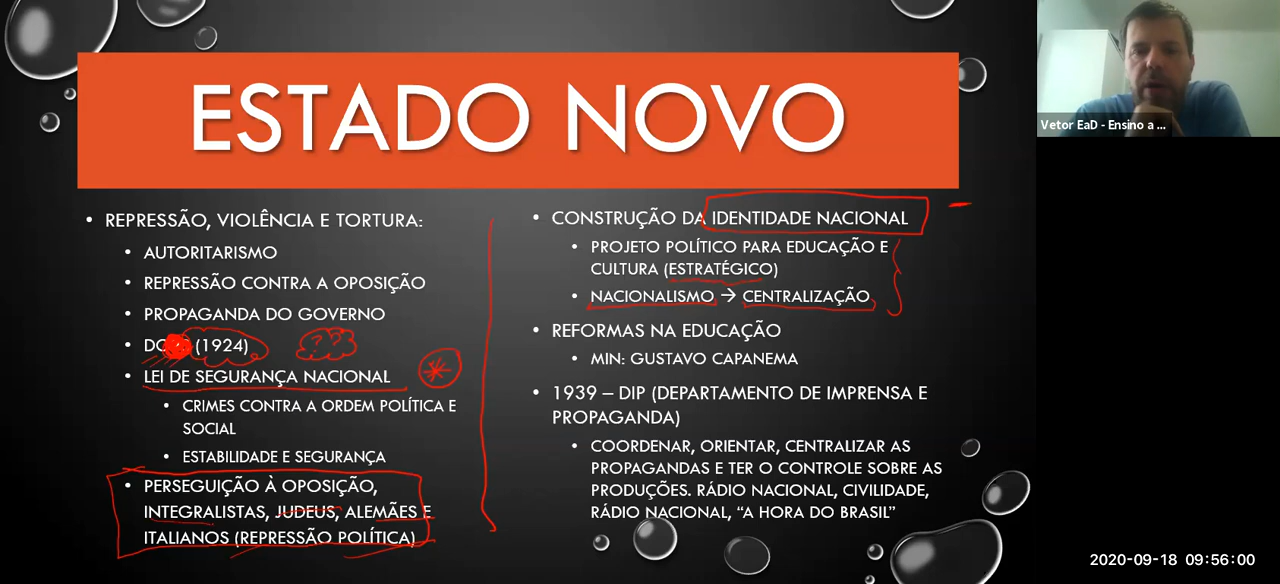 ESTADO NOVO
• REPRESSÃO, VIOLÊNCIA E TORTURA:
• AUTORITARISMO
• REPRESSÃO CONTRA A OPOSIÇÃO
• PROPAGANDA DO GOVERNO
• (1924)
??
• LEI DE SEGURANÇA NACIONAL
• CRIMES CONTRA A ORDEM POLÍTICA E
SOCIAL
• ESTABILIDADE E SEGURANÇA
• PERSEGUIÇÃO À OPOSIÇÃO,
INTEGRALISTAS, JUDEUS, ALEMÃES E
ITALIANOS (REPRESSÃO POLÍTICA)
• CONSTRUÇÃO DA IDENTIDADE NACIONAL
• PROJETO POLÍTICO PARA EDUCAÇÃO E
CULTURA (ESTRATÉGICO)
• NACIONALISMO → CENTRALIZAÇÃO
• REFORMAS NA EDUCAÇÃO
• MIN: GUSTAVO CAPANEMA
• 1939 – DIP (DEPARTAMENTO DE IMPRENSA E
PROPAGANDA)
• COORDENAR, ORIENTAR, CENTRALIZAR AS
PROPAGANDAS E TER O CONTROLE SOBRE AS
PRODUÇÕES. RÁDIO NACIONAL, CIVILIDADE,
RÁDIO NACIONAL, “A HORA DO BRASIL”
Vetor EaD - Ensino a ...
2020-09-18 09:56:00